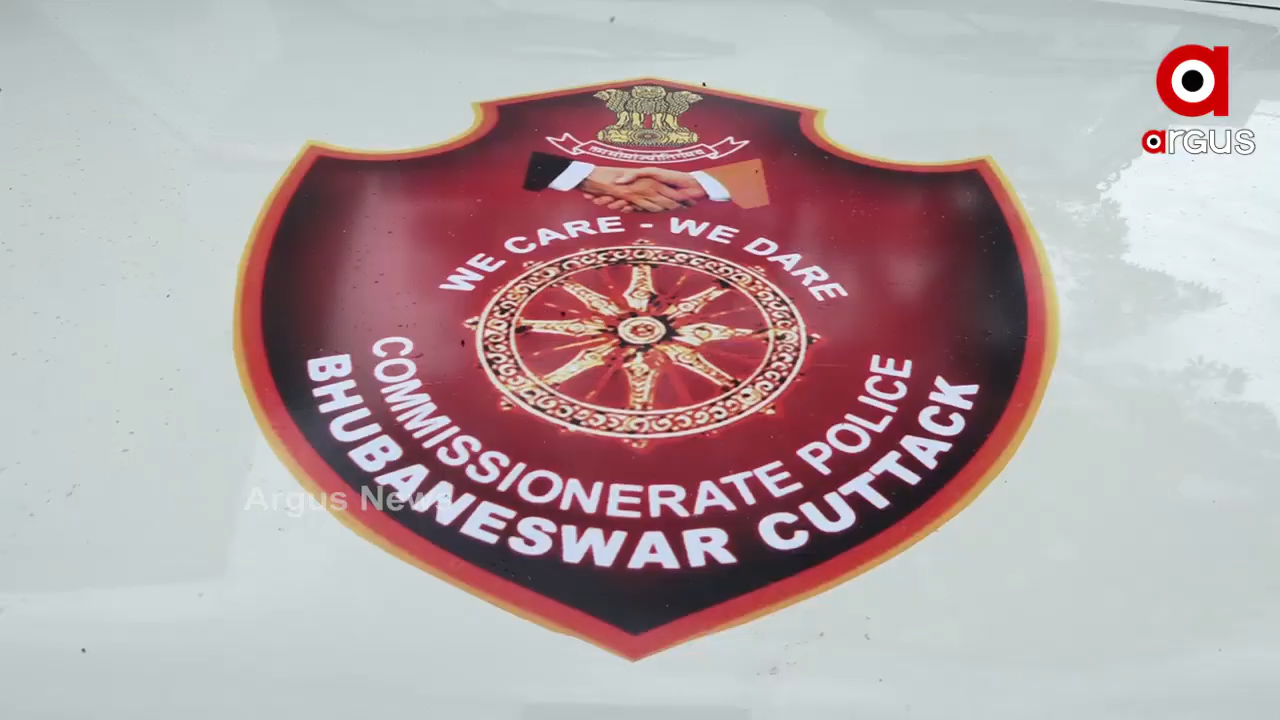 aRGUS
WE CARE - WE DARE
COMMISSIONERATE POLICE
BHUBANESWAR CUTTACK
Argus News